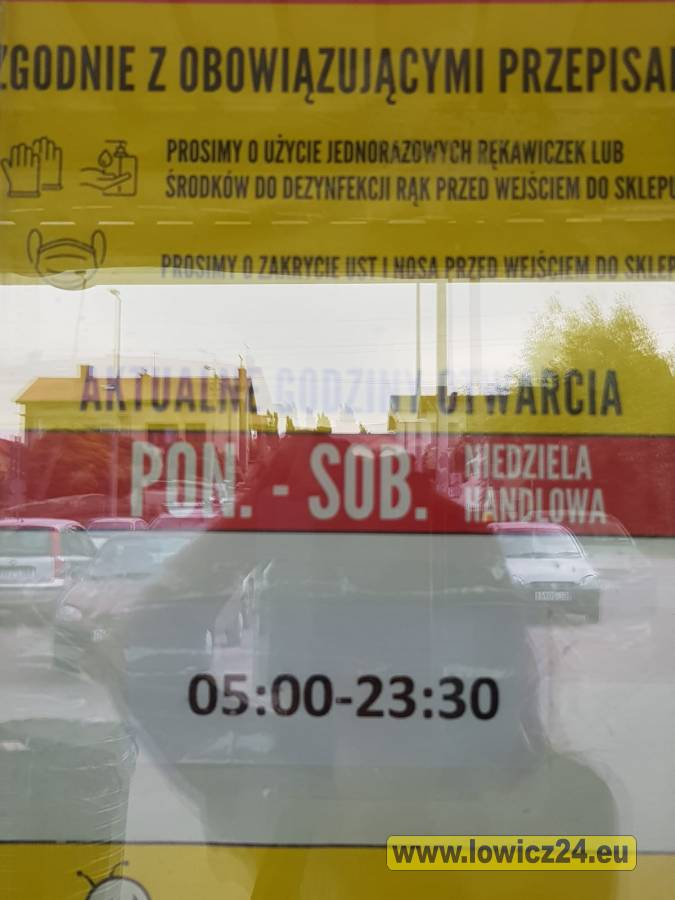 ZGODNIE Z OBOWIĄZUJĄCYMI PRZEPISA
PROSIMY O UŻYCIE JEDNORAZOWYCH RĘKAWICZEK LUB
ŚRODKÓW DO DEZYNFEKCJI RĄK PRZED WEJŚCIEM DO SKLEPU
PROSIMY O ZAKRYCIE UST I NOSA PRZED WEJŚCIEM DO SKLEP
AKTUALNE GODZINY OTWARCIA
PON. - SOB.
NIEDZIELA
HANDLOWA
05:00-23:30
www.lowicz24.eu